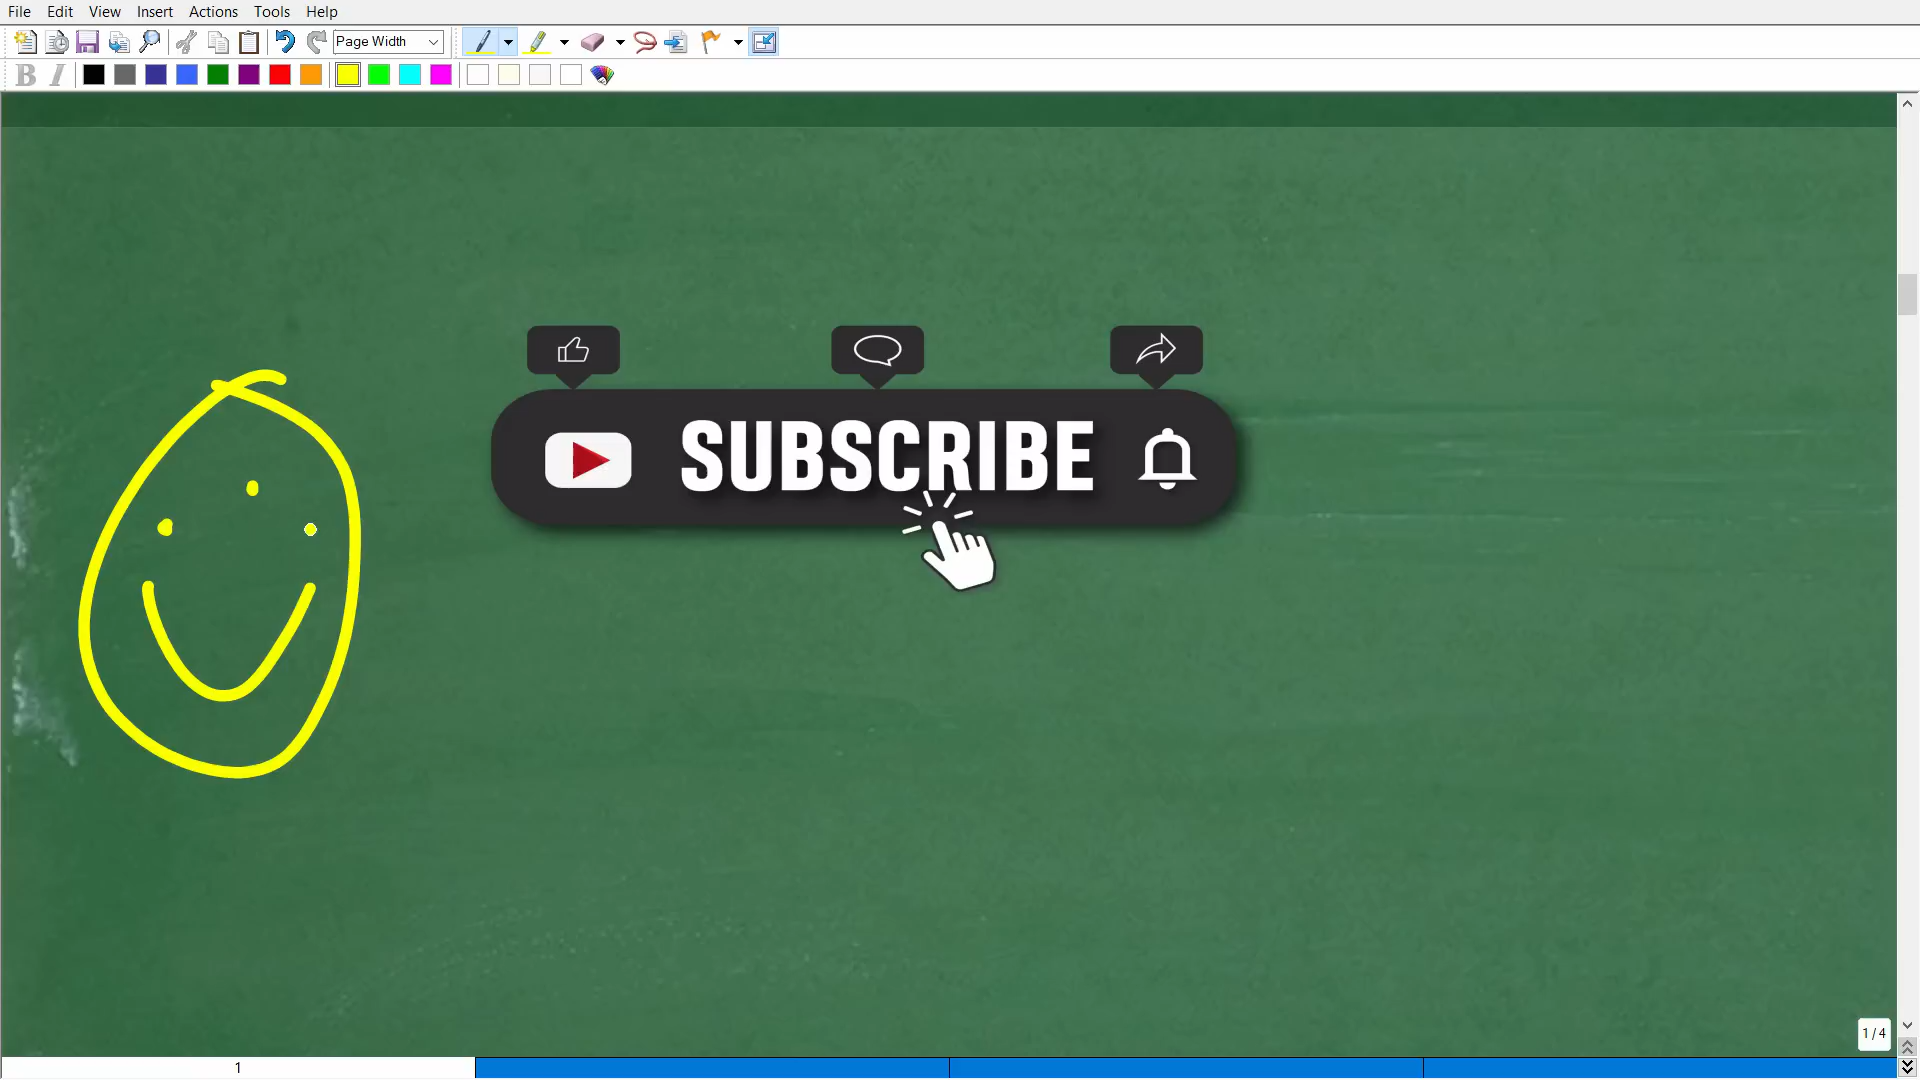 File Edit View Insert Actions Tools Help
Page Width
B I
SUBSCRIBE
1 / 4
1